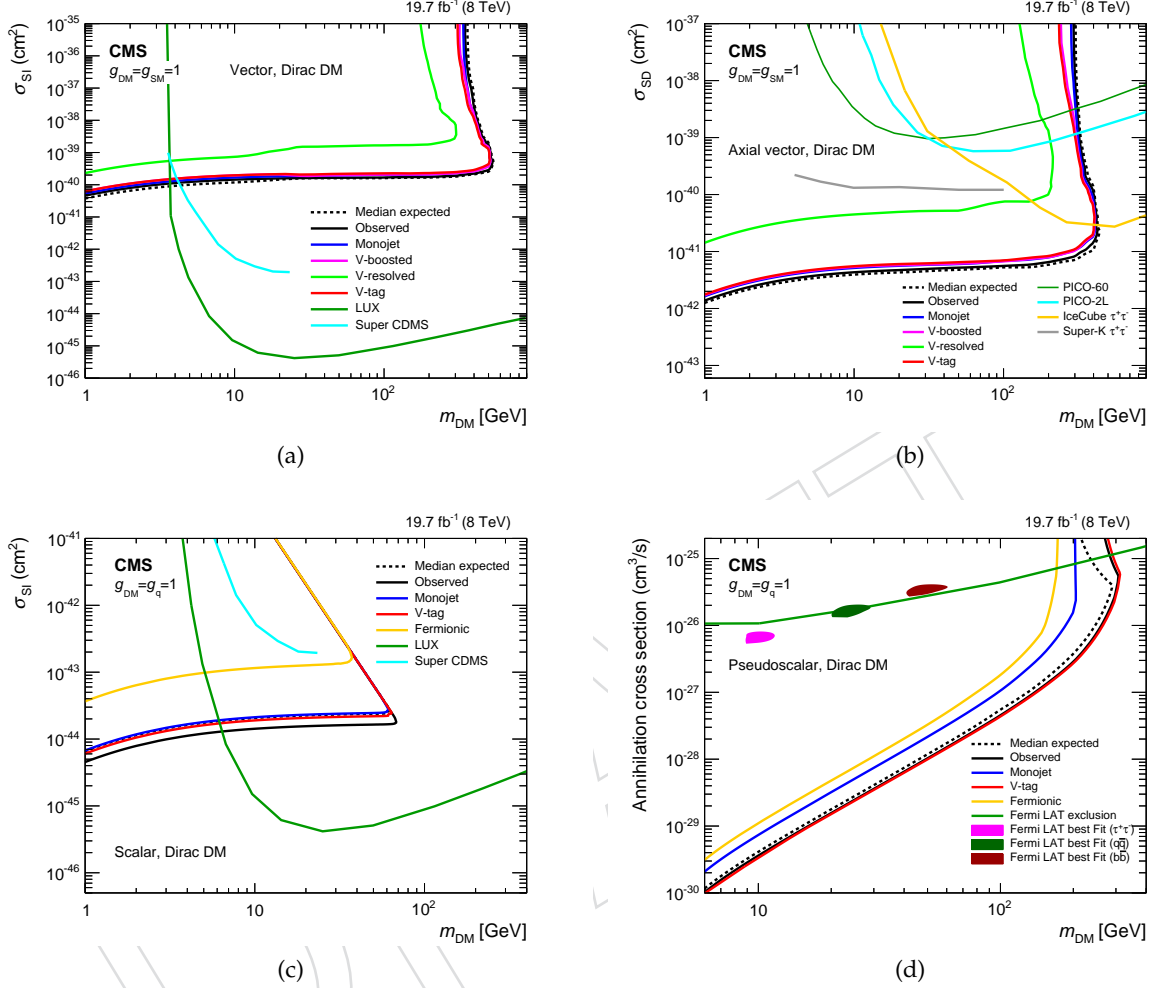 19.7 fb⁻¹ (8 TeV)
σ_SI (cm²)
10⁻³⁵
10⁻³⁶
10⁻³⁷
10⁻³⁸
10⁻³⁹
10⁻⁴⁰
10⁻⁴¹
10⁻⁴²
10⁻⁴³
10⁻⁴⁴
10⁻⁴⁵
10⁻⁴⁶
CMS
g_DM=g_SM=1
Vector, Dirac DM
Median expected
Observed
Monojet
V-boosted
V-resolved
V-tag
LUX
Super CDMS
1
10
10²
m_DM [GeV]
(a)
19.7 fb⁻¹ (8 TeV)
σ_SD (cm²)
10⁻³⁷
10⁻³⁸
10⁻³⁹
10⁻⁴⁰
10⁻⁴¹
10⁻⁴²
10⁻⁴³
CMS
g_DM=g_SM=1
Axial vector, Dirac DM
Median expected
Observed
Monojet
V-boosted
V-resolved
V-tag
PICO-60
PICO-2L
IceCube τ⁺τ⁻
Super-K τ⁺τ⁻
1
10
10²
m_DM [GeV]
(b)
19.7 fb⁻¹ (8 TeV)
σ_SI (cm²)
10⁻⁴¹
10⁻⁴²
10⁻⁴³
10⁻⁴⁴
10⁻⁴⁵
10⁻⁴⁶
CMS
g_DM=g_q=1
Median expected
Observed
Monojet
V-tag
Fermionic
LUX
Super CDMS
Scalar, Dirac DM
1
10
10²
m_DM [GeV]
(c)
19.7 fb⁻¹ (8 TeV)
Annihilation cross section (cm³/s)
10⁻²⁵
10⁻²⁶
10⁻²⁷
10⁻²⁸
10⁻²⁹
10⁻³⁰
CMS
g_DM=g_q=1
Pseudoscalar, Dirac DM
Median expected
Observed
Monojet
V-tag
Fermionic
Fermi LAT exclusion
Fermi LAT best Fit (τ⁺τ⁻)
Fermi LAT best Fit (qq̄)
Fermi LAT best Fit (bb̄)
10
10²
m_DM [GeV]
(d)